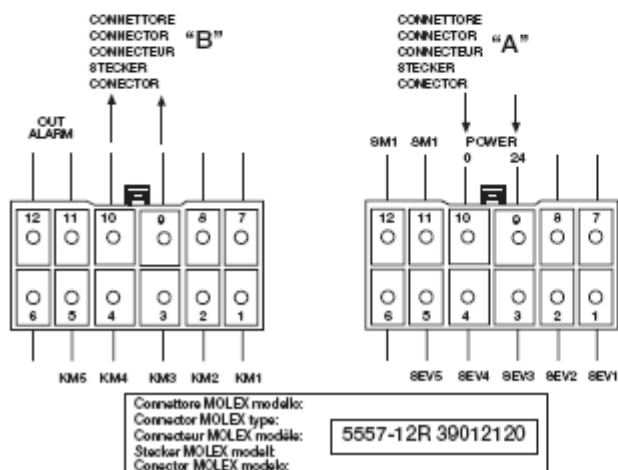 CONNETTORE
CONNECTOR
CONNECTEUR
STECKER
CONECTOR
"B"
OUT
ALARM
12 11 10 9 8 7
6 5 4 3 2 1
KM5 KM4 KM3 KM2 KM1
CONNETTORE
CONNECTOR
CONNECTEUR
STECKER
CONECTOR
"A"
SM1 SM1 POWER
0 24
12 11 10 9 8 7
6 5 4 3 2 1
SEV5 SEV4 SEV3 SEV2 SEV1
Connettore MOLEX modello:
Connector MOLEX type:
Connecteur MOLEX modèle:
Stecker MOLEX modell:
Conector MOLEX modelo:
5557-12R 39012120